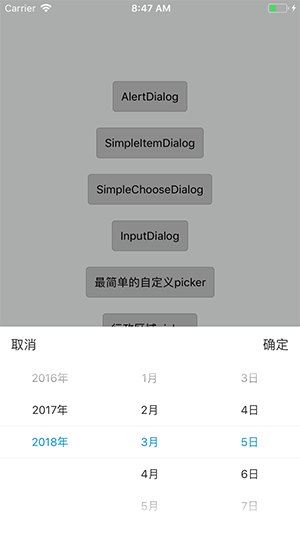 Carrier 8:47 AM
AlertDialog
SimpleItemDialog
SimpleChooseDialog
InputDialog
最简单的自定义picker
取消 确定
2016年 1月 3日
2017年 2月 4日
2018年 3月 5日
4月 6日
5月 7日